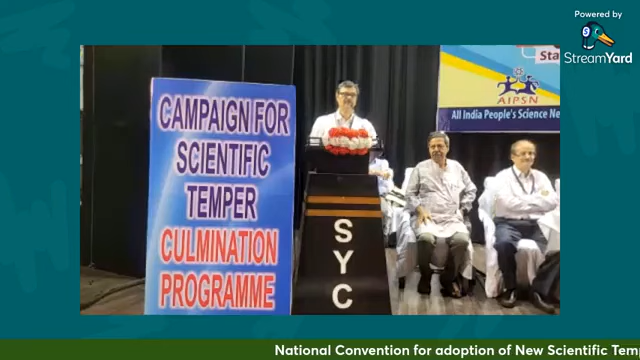 Powered by
StreamYard
Sta
AIPSN
All India People's Science Ne
CAMPAIGN FOR
SCIENTIFIC
TEMPER
CULMINATION
PROGRAMME
S
Y
C
National Convention for adoption of New Scientific Tem